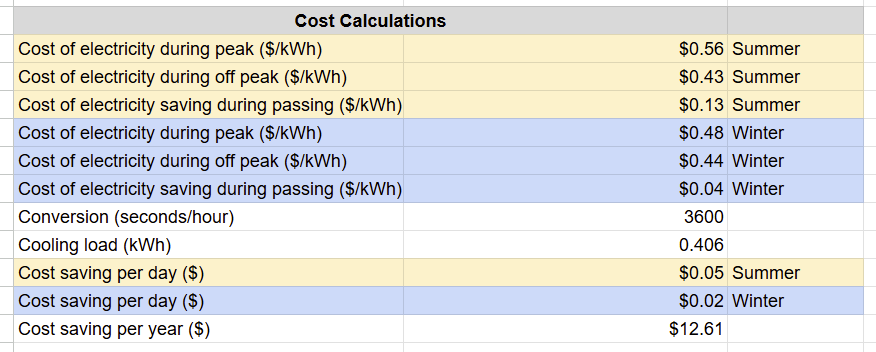 Cost Calculations
Cost of electricity during peak ($/kWh) $0.56 Summer
Cost of electricity during off peak ($/kWh) $0.43 Summer
Cost of electricity saving during passing ($/kWh) $0.13 Summer
Cost of electricity during peak ($/kWh) $0.48 Winter
Cost of electricity during off peak ($/kWh) $0.44 Winter
Cost of electricity saving during passing ($/kWh) $0.04 Winter
Conversion (seconds/hour) 3600
Cooling load (kWh) 0.406
Cost saving per day ($) $0.05 Summer
Cost saving per day ($) $0.02 Winter
Cost saving per year ($) $12.61